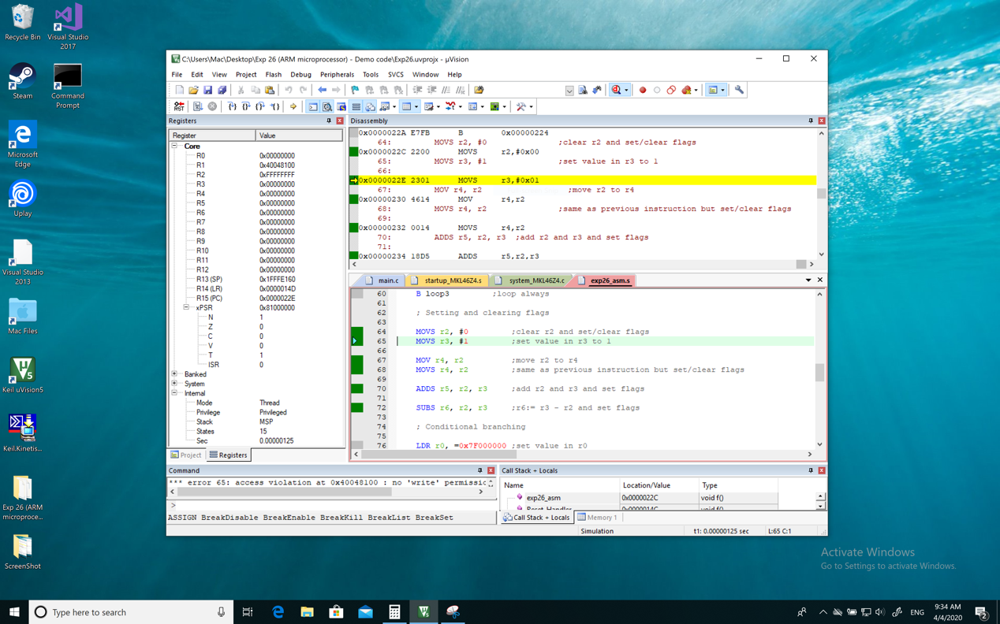 Recycle Bin
Visual Studio 2017
Steam
Command Prompt
Microsoft Edge
Uplay
Visual Studio 2013
Mac Files
Keil uVision5
Keil.Kinetis...
Exp 26 (ARM microproce...
ScreenShot
C:\Users\Mac\Desktop\Exp 26 (ARM microprocessor) - Demo code\Exp26.uvprojx - µVision
File Edit View Project Flash Debug Peripherals Tools SVCS Window Help
Registers
Register Value
Core
R0 0x00000000
R1 0x40048100
R2 0xFFFFFFFF
R3 0x00000000
R4 0x00000000
R5 0x00000000
R6 0x00000000
R7 0x00000000
R8 0x00000000
R9 0x00000000
R10 0x00000000
R11 0x00000000
R12 0x00000000
R13 (SP) 0x1FFFE160
R14 (LR) 0x0000014D
R15 (PC) 0x0000022E
xPSR 0x81000000
N 1
Z 0
C 0
V 0
T 1
ISR 0
Banked
System
Internal
Mode Thread
Privilege Privileged
Stack MSP
States 15
Sec 0.00000125
Project Registers
Disassembly
0x0000022A E7FB B 0x00000224
64: MOVS r2, #0 ;clear r2 and set/clear flags
0x0000022C 2200 MOVS r2,#0x00
65: MOVS r3, #1 ;set value in r3 to 1
66:
0x0000022E 2301 MOVS r3,#0x01
67: MOV r4, r2 ;move r2 to r4
0x00000230 4614 MOV r4,r2
68: MOVS r4, r2 ;same as previous instruction but set/clear flags
69:
0x00000232 0014 MOVS r4,r2
70: ADDS r5, r2, r3 ;add r2 and r3 and set flags
71:
0x00000234 18D5 ADDS r5,r2,r3
main.c startup_MKL46Z4.s system_MKL46Z4.c exp26_asm.s
60 B loop3 ;loop always
61
62 ; Setting and clearing flags
63
64 MOVS r2, #0 ;clear r2 and set/clear flags
65 MOVS r3, #1 ;set value in r3 to 1
66
67 MOV r4, r2 ;move r2 to r4
68 MOVS r4, r2 ;same as previous instruction but set/clear flags
69
70 ADDS r5, r2, r3 ;add r2 and r3 and set flags
71
72 SUBS r6, r2, r3 ;r6:= r3 - r2 and set flags
73
74 ; Conditional branching
75
76 LDR r0, =0x7F000000 ;set value in r0
Command
*** error 65: access violation at 0x40048100 : no 'write' permissi
>
ASSIGN BreakDisable BreakEnable BreakKill BreakList BreakSet
Call Stack + Locals
Name Location/Value Type
exp26_asm 0x0000022C void f()
Reset_Handler 0x0000014C void f()
Call Stack + Locals Memory 1
Simulation t1: 0.00000125 sec L:65 C:1
Activate Windows
Go to Settings to activate Windows.
Type here to search
ENG
9:34 AM
4/4/2020
2